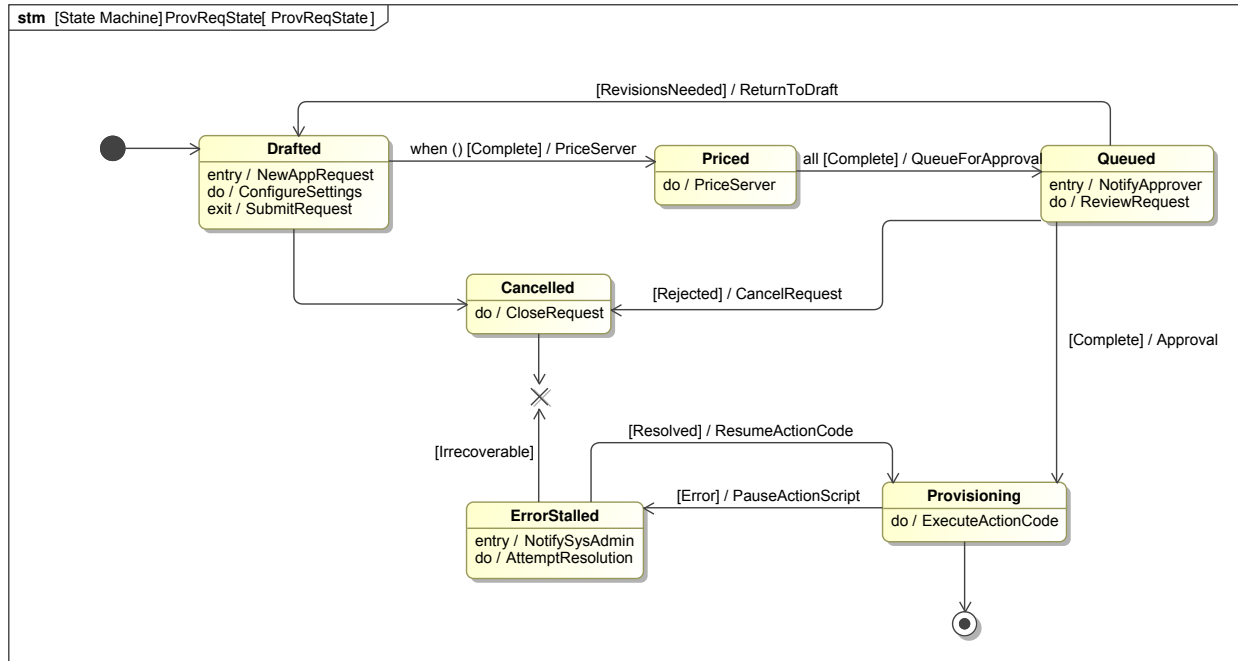 stm [State Machine] ProvReqState[ ProvReqState ]
[RevisionsNeeded] / ReturnToDraft
Drafted
entry / NewAppRequest
do / ConfigureSettings
exit / SubmitRequest
when () [Complete] / PriceServer
Priced
do / PriceServer
all [Complete] / QueueForApproval
Queued
entry / NotifyApprover
do / ReviewRequest
Cancelled
do / CloseRequest
[Rejected] / CancelRequest
[Complete] / Approval
[Irrecoverable]
[Resolved] / ResumeActionCode
[Error] / PauseActionScript
ErrorStalled
entry / NotifySysAdmin
do / AttemptResolution
Provisioning
do / ExecuteActionCode